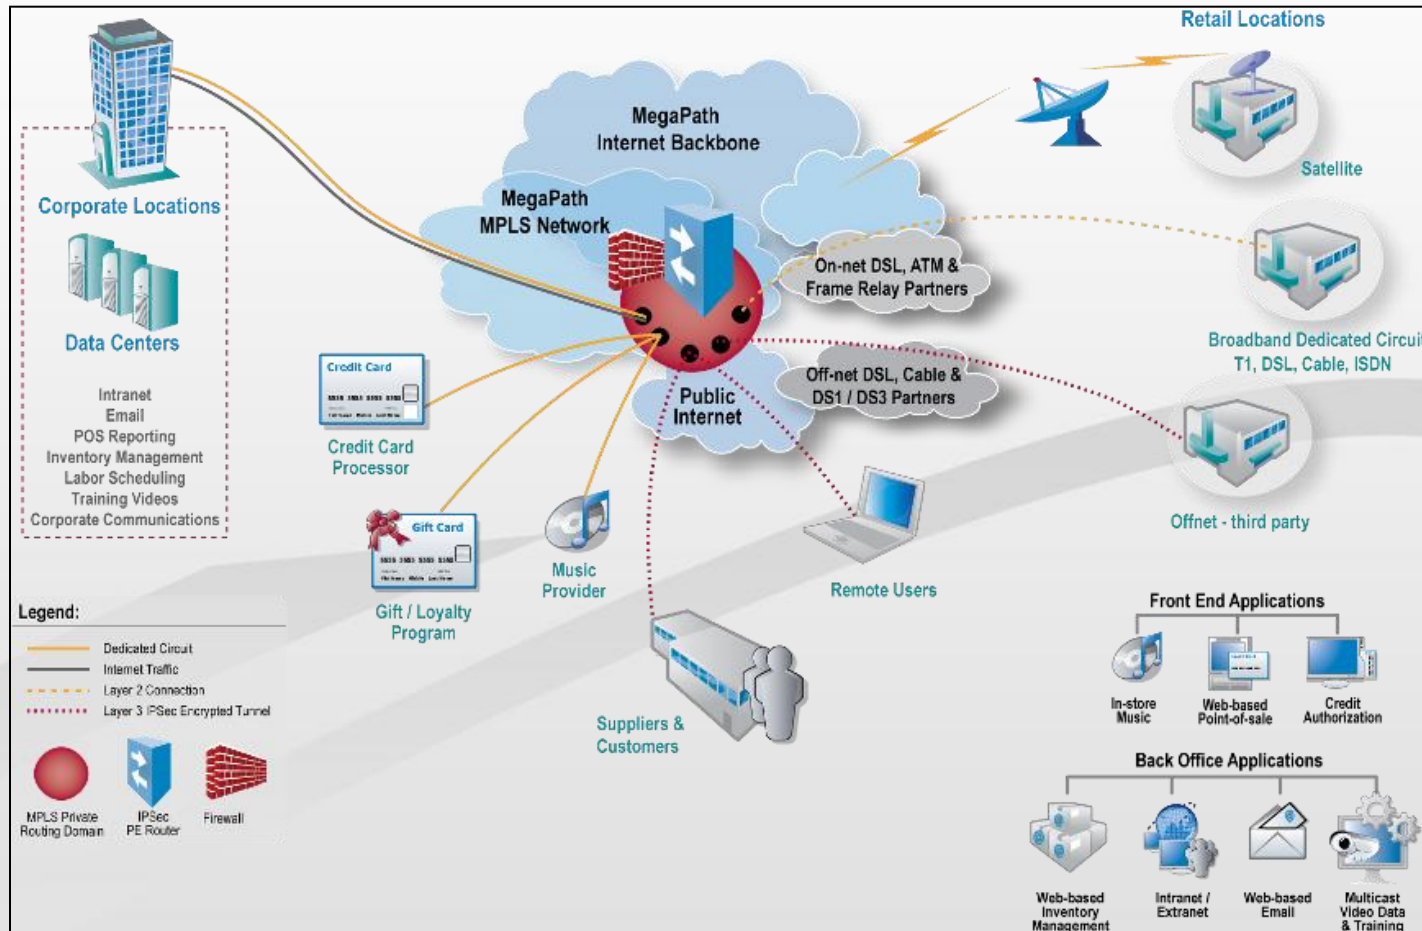 Retail Locations
MegaPath
Internet Backbone
MegaPath
MPLS Network
Satellite
Corporate Locations
On-net DSL, ATM &
Frame Relay Partners
Data Centers
Broadband Dedicated Circuit
T1, DSL, Cable, ISDN
Intranet
Email
POS Reporting
Inventory Management
Labor Scheduling
Training Videos
Corporate Communications
Credit Card
Credit Card
Processor
Public
Internet
Off-net DSL, Cable &
DS1 / DS3 Partners
Gift Card
Gift / Loyalty
Program
Music
Provider
Remote Users
Offnet - third party
Suppliers &
Customers
Legend:
Dedicated Circuit
Internet Traffic
Layer 2 Connection
Layer 3 IPSec Encrypted Tunnel
MPLS Private
Routing Domain
IPSec
PE Router
Firewall
Front End Applications
In-store
Music
Web-based
Point-of-sale
Credit
Authorization
Back Office Applications
Web-based
Inventory
Management
Intranet /
Extranet
Web-based
Email
Multicast
Video Data
& Training